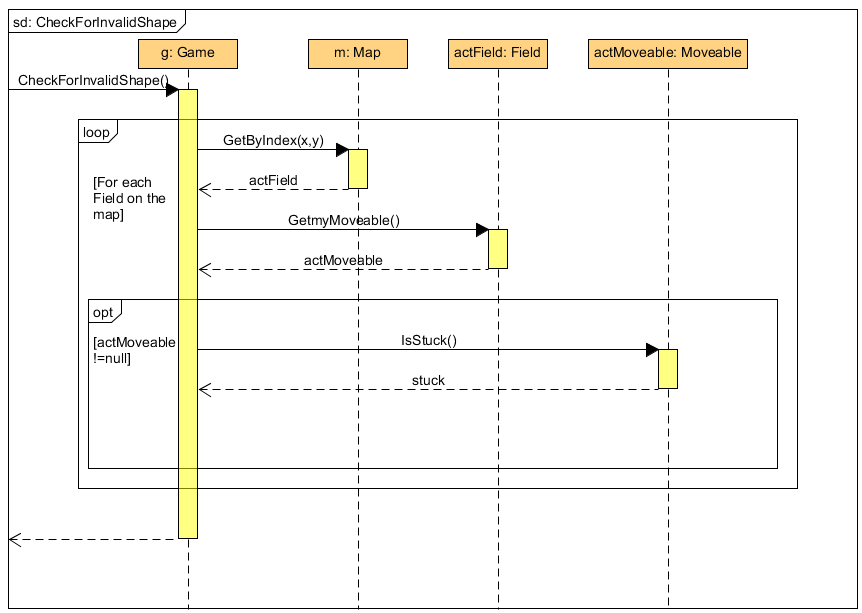 sd: CheckForInvalidShape
g: Game
m: Map
actField: Field
actMoveable: Moveable
CheckForInvalidShape()
loop
GetByIndex(x,y)
[For each
Field on the
map]
actField
GetmyMoveable()
actMoveable
opt
[actMoveable
!=null]
IsStuck()
stuck